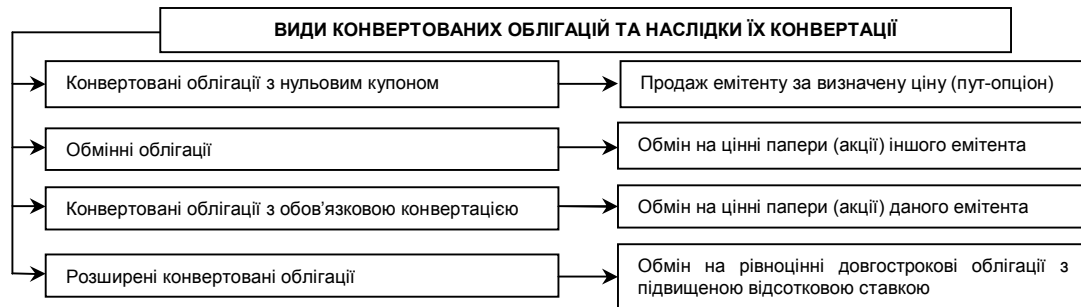 ВИДИ КОНВЕРТОВАНИХ ОБЛІГАЦІЙ ТА НАСЛІДКИ ЇХ КОНВЕРТАЦІЇ
Конвертовані облігації з нульовим купоном
Продаж емітенту за визначену ціну (пут-опціон)
Обмінні облігації
Обмін на цінні папери (акції) іншого емітента
Конвертовані облігації з обов’язковою конвертацією
Обмін на цінні папери (акції) даного емітента
Розширені конвертовані облігації
Обмін на рівноцінні довгострокові облігації з
підвищеною відсотковою ставкою